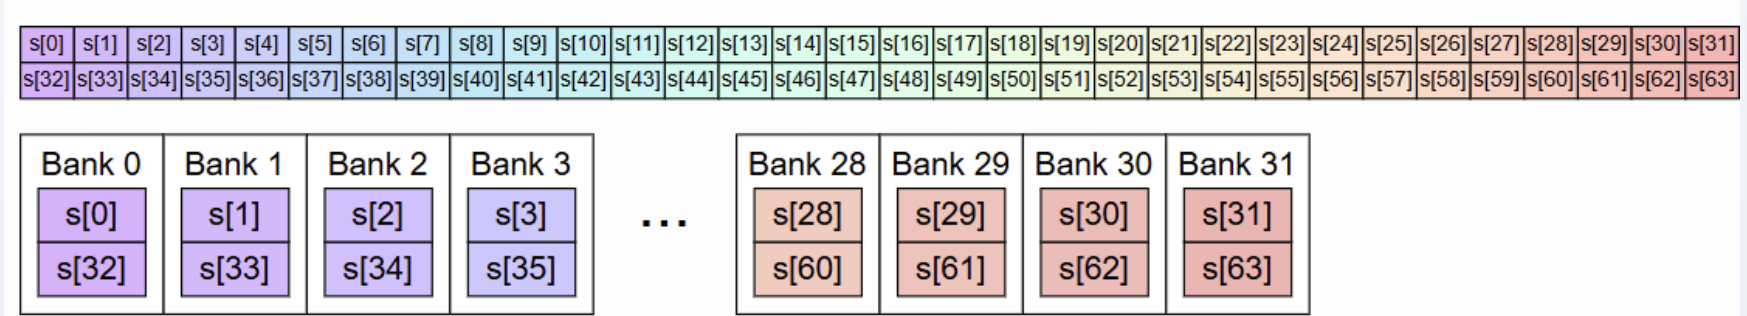 s[0] s[1] s[2] s[3] s[4] s[5] s[6] s[7] s[8] s[9] s[10] s[11] s[12] s[13] s[14] s[15] s[16] s[17] s[18] s[19] s[20] s[21] s[22] s[23] s[24] s[25] s[26] s[27] s[28] s[29] s[30] s[31]
s[32] s[33] s[34] s[35] s[36] s[37] s[38] s[39] s[40] s[41] s[42] s[43] s[44] s[45] s[46] s[47] s[48] s[49] s[50] s[51] s[52] s[53] s[54] s[55] s[56] s[57] s[58] s[59] s[60] s[61] s[62] s[63]
Bank 0 Bank 1 Bank 2 Bank 3 Bank 28 Bank 29 Bank 30 Bank 31
s[0] s[1] s[2] s[3] ... s[28] s[29] s[30] s[31]
s[32] s[33] s[34] s[35] s[60] s[61] s[62] s[63]